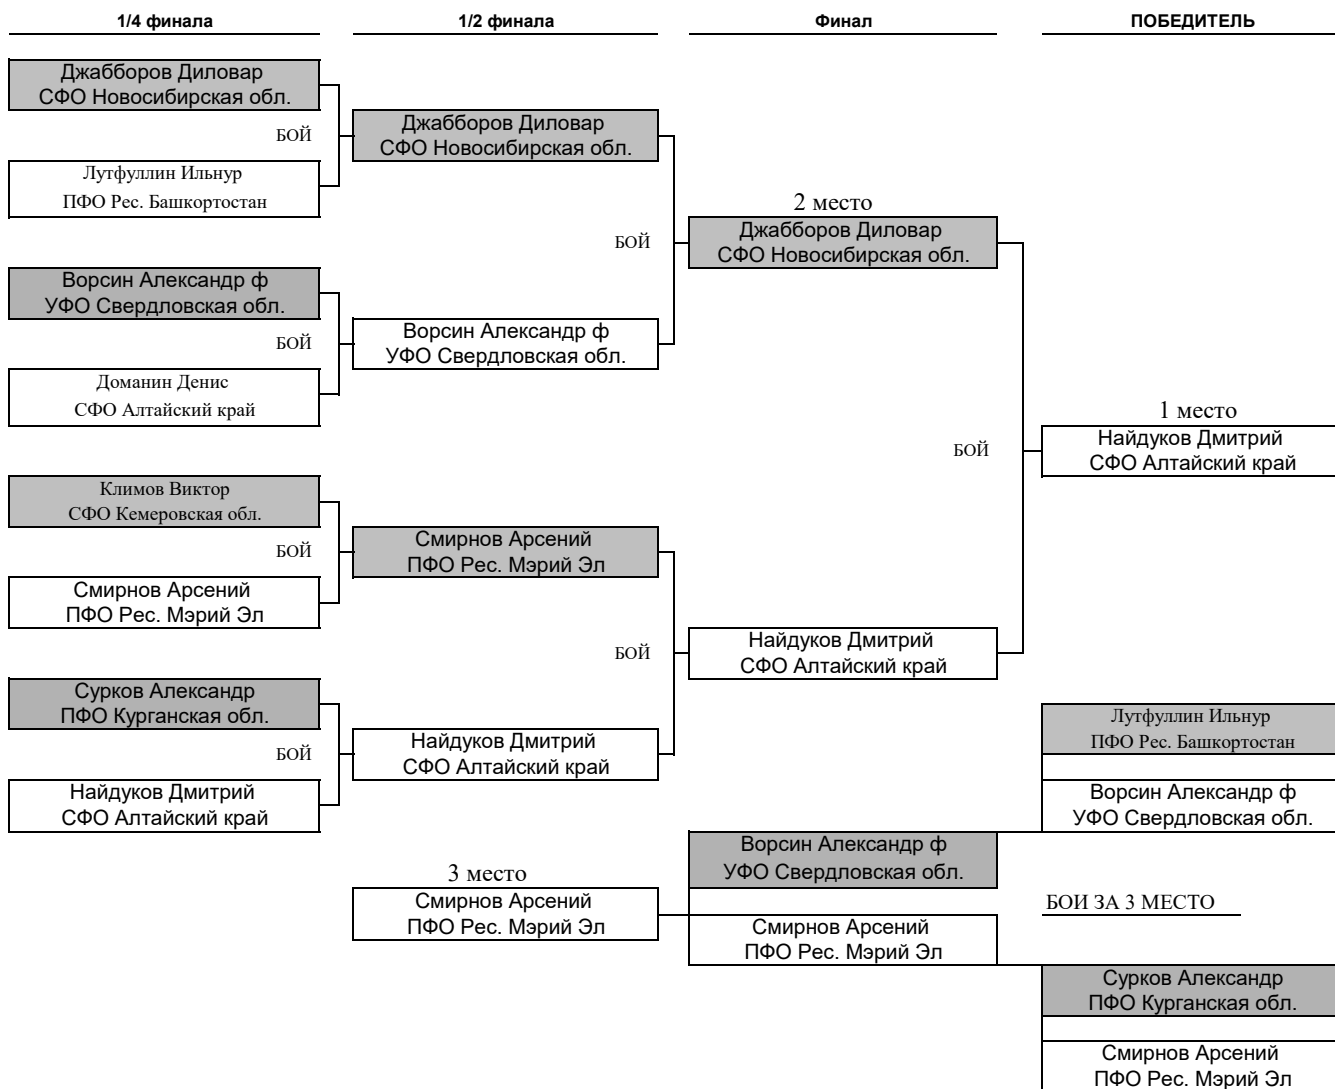 1/4 финала
1/2 финала
Финал
ПОБЕДИТЕЛЬ
Джабборов Диловар
СФО Новосибирская обл.
БОЙ
Лутфуллин Ильнур
ПФО Рес. Башкортостан
Ворсин Александр ф
УФО Свердловская обл.
БОЙ
Доманин Денис
СФО Алтайский край
Климов Виктор
СФО Кемеровская обл.
БОЙ
Смирнов Арсений
ПФО Рес. Мэрий Эл
Сурков Александр
ПФО Курганская обл.
БОЙ
Найдуков Дмитрий
СФО Алтайский край
Джабборов Диловар
СФО Новосибирская обл.
БОЙ
Ворсин Александр ф
УФО Свердловская обл.
Смирнов Арсений
ПФО Рес. Мэрий Эл
БОЙ
Найдуков Дмитрий
СФО Алтайский край
2 место
Джабборов Диловар
СФО Новосибирская обл.
БОЙ
Найдуков Дмитрий
СФО Алтайский край
1 место
Найдуков Дмитрий
СФО Алтайский край
Лутфуллин Ильнур
ПФО Рес. Башкортостан
Ворсин Александр ф
УФО Свердловская обл.
3 место
Смирнов Арсений
ПФО Рес. Мэрий Эл
Ворсин Александр ф
УФО Свердловская обл.
Смирнов Арсений
ПФО Рес. Мэрий Эл
БОИ ЗА 3 МЕСТО
Сурков Александр
ПФО Курганская обл.
Смирнов Арсений
ПФО Рес. Мэрий Эл